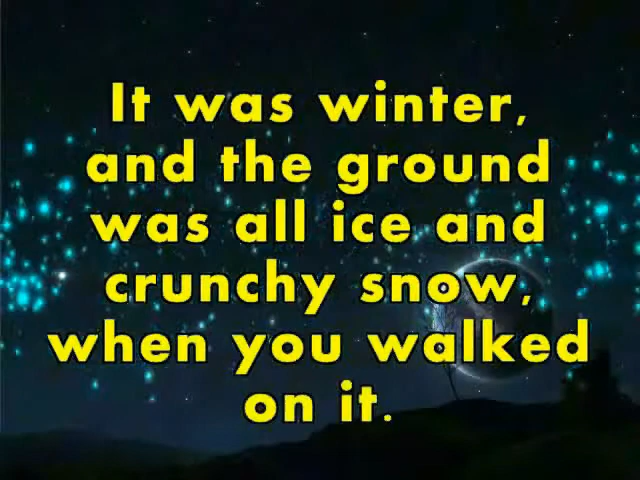 It was winter,
and the ground
was all ice and
crunchy snow,
when you walked
on it.